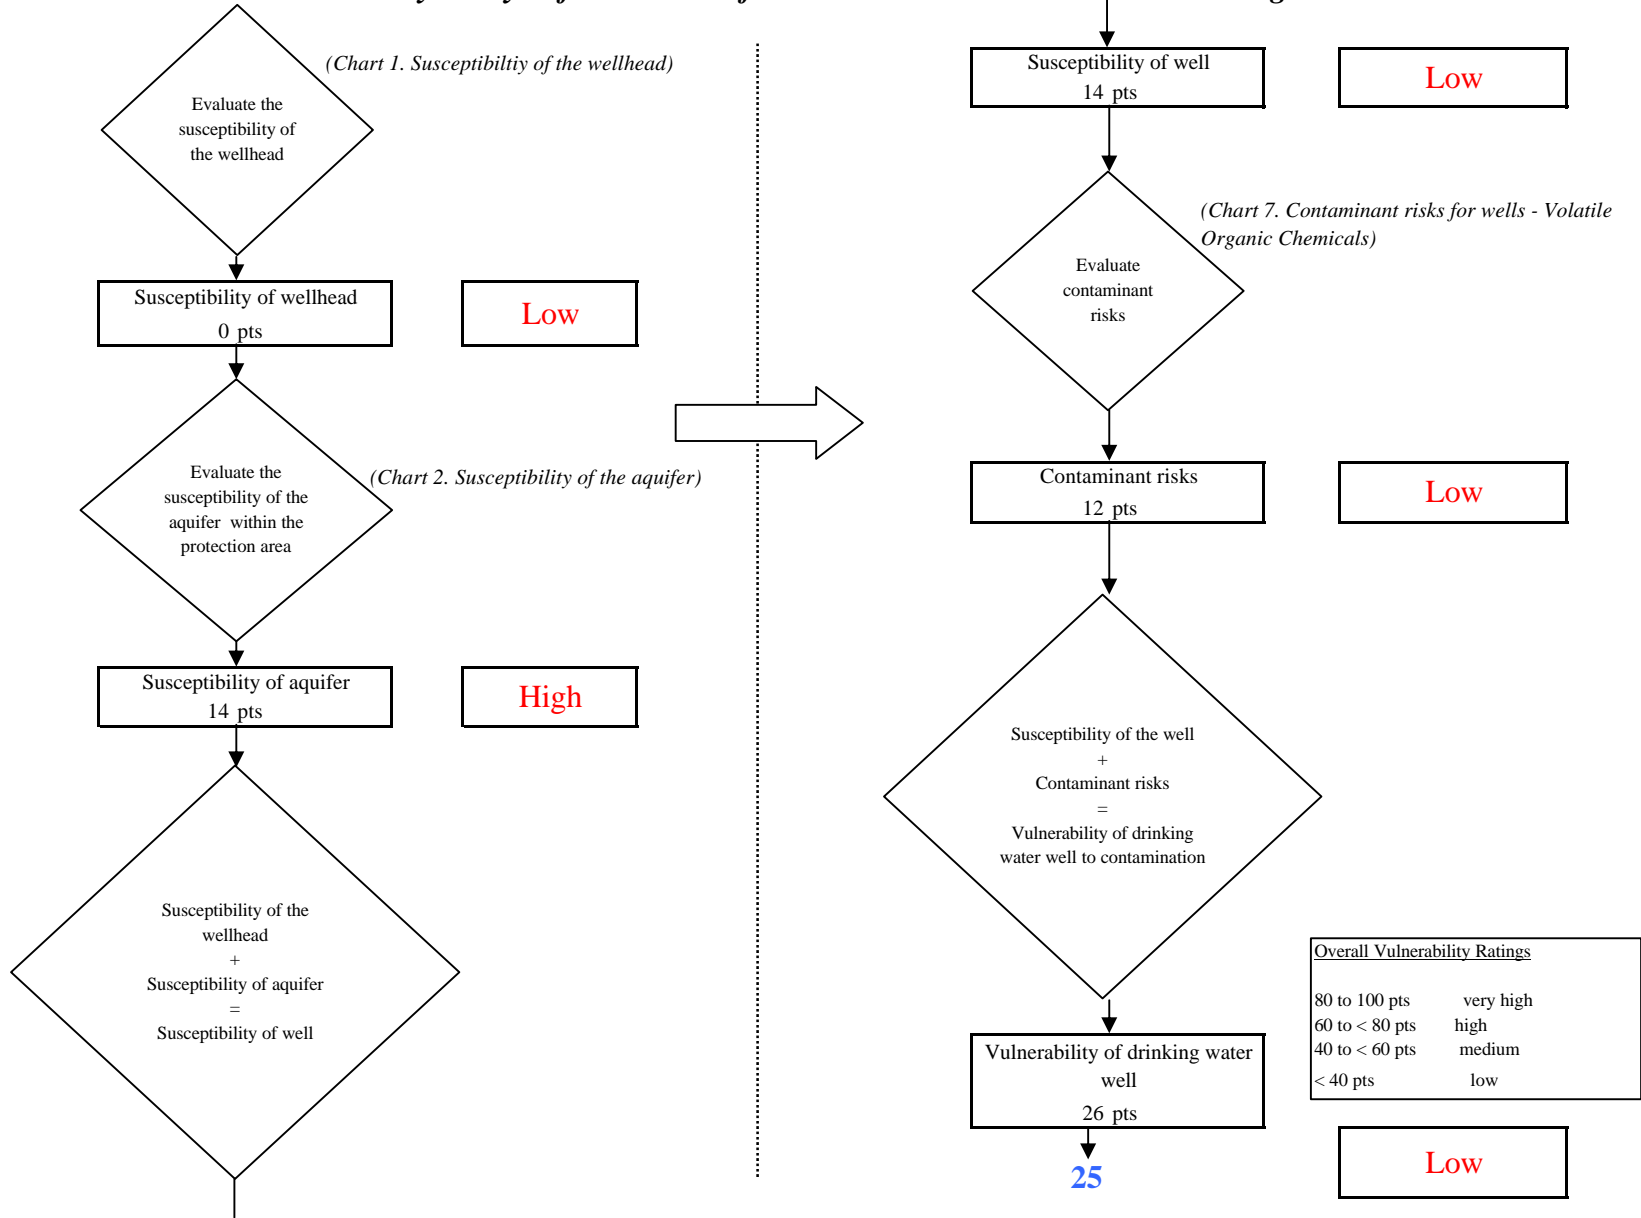 (Chart 1. Susceptibiltiy of the wellhead)
Evaluate the
susceptibility of
the wellhead
Susceptibility of wellhead
0 pts
Low
Evaluate the
susceptibility of the
aquifer within the
protection area
(Chart 2. Susceptibility of the aquifer)
Susceptibility of aquifer
14 pts
High
Susceptibility of the
wellhead
+
Susceptibility of aquifer
=
Susceptibility of well
Susceptibility of well
14 pts
Low
(Chart 7. Contaminant risks for wells - Volatile
Organic Chemicals)
Evaluate
contaminant
risks
Contaminant risks
12 pts
Low
Susceptibility of the well
+
Contaminant risks
=
Vulnerability of drinking
water well to contamination
Overall Vulnerability Ratings
80 to 100 pts very high
60 to < 80 pts high
40 to < 60 pts medium
< 40 pts low
Vulnerability of drinking water
well
26 pts
25
Low